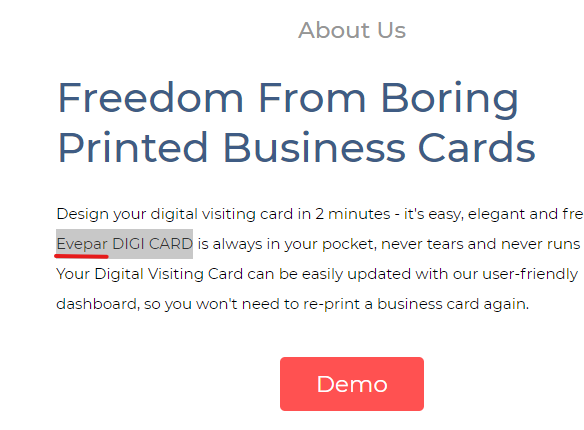 About Us
Freedom From Boring
Printed Business Cards
Design your digital visiting card in 2 minutes - it's easy, elegant and fre
Evepar DIGI CARD is always in your pocket, never tears and never runs
Your Digital Visiting Card can be easily updated with our user-friendly
dashboard, so you won't need to re-print a business card again.
Demo